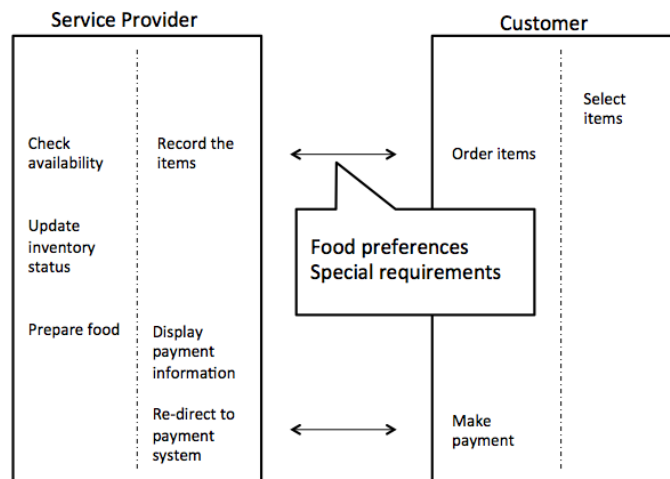 Service Provider
Customer
Select
items
Check
availability
Record the
items
Order items
Update
inventory
status
Food preferences
Special requirements
Prepare food
Display
payment
information
Re-direct to
payment
system
Make
payment